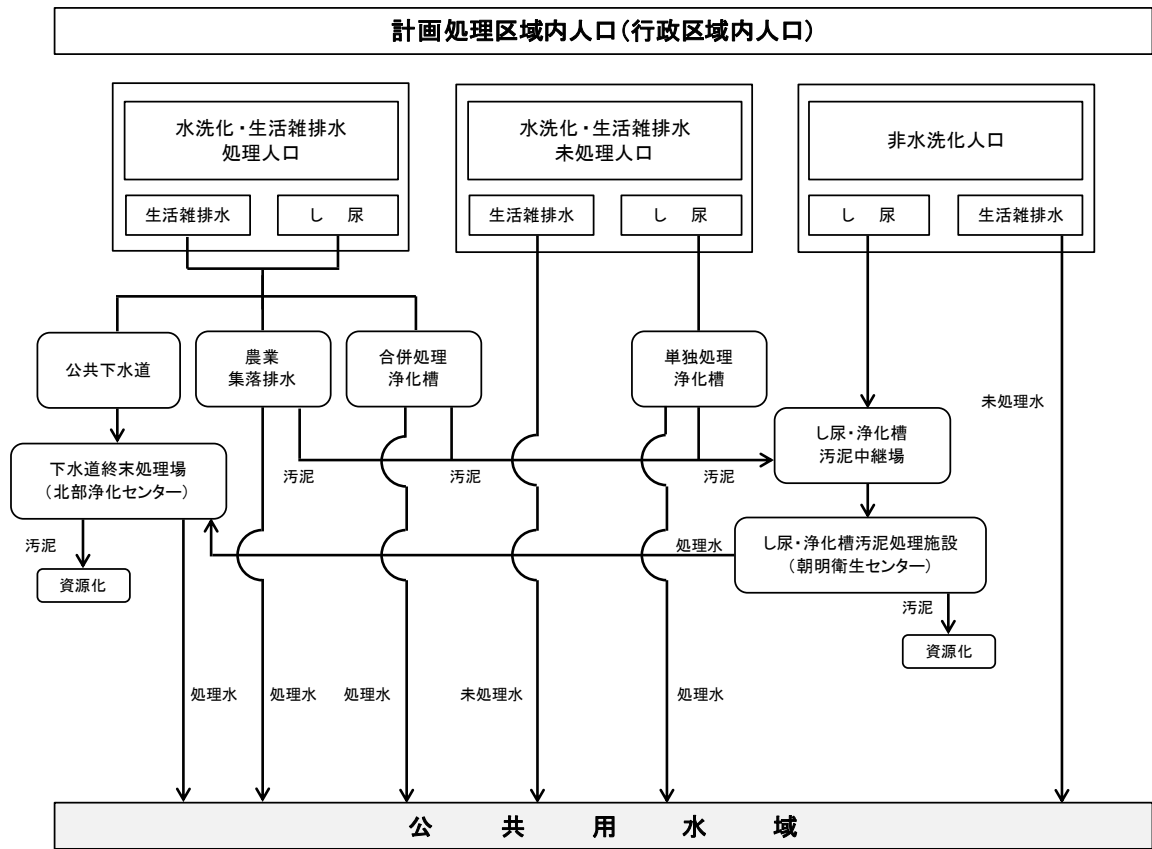 計画処理区域内人口(行政区域内人口)
水洗化・生活雑排水
処理人口
水洗化・生活雑排水
未処理人口
非水洗化人口
生活雑排水
し 尿
生活雑排水
し 尿
し 尿
生活雑排水
公共下水道
農業
集落排水
合併処理
浄化槽
単独処理
浄化槽
未処理水
し尿・浄化槽
汚泥中継場
下水道終末処理場
(北部浄化センター)
汚泥
汚泥
汚泥
し尿・浄化槽汚泥処理施設
(朝明衛生センター)
処理水
汚泥
資源化
汚泥
資源化
処理水
処理水
処理水
未処理水
処理水
公 共 用 水 域